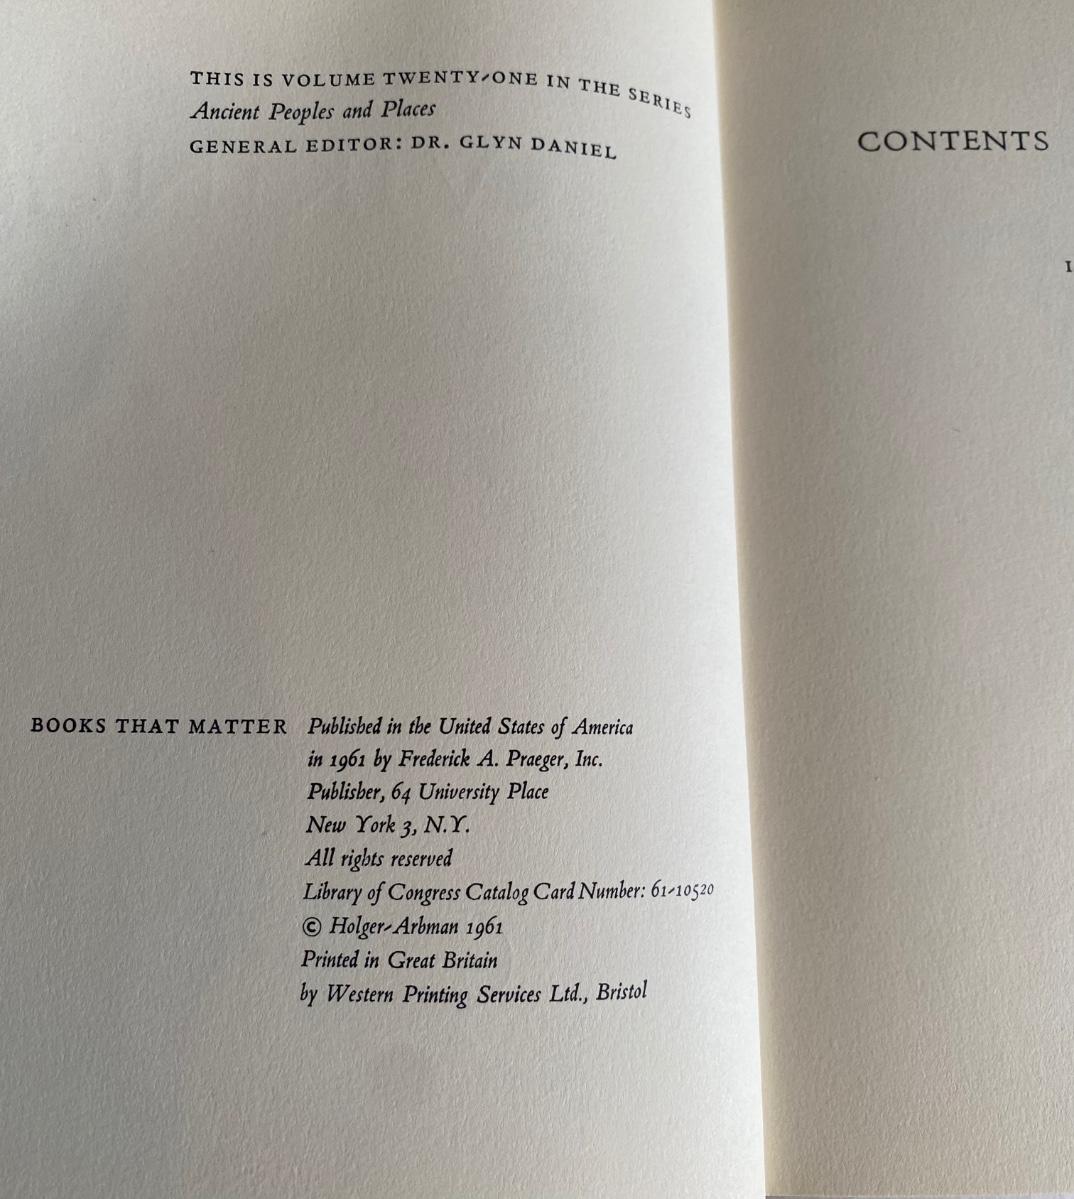 THIS IS VOLUME TWENTY-ONE IN THE SERIES
Ancient Peoples and Places
GENERAL EDITOR: DR. GLYN DANIEL
BOOKS THAT MATTER Published in the United States of America
in 1961 by Frederick A. Praeger, Inc.
Publisher, 64 University Place
New York 3, N.Y.
All rights reserved
Library of Congress Catalog Card Number: 61-10520
© Holger-Arbman 1961
Printed in Great Britain
by Western Printing Services Ltd., Bristol
CONTENTS